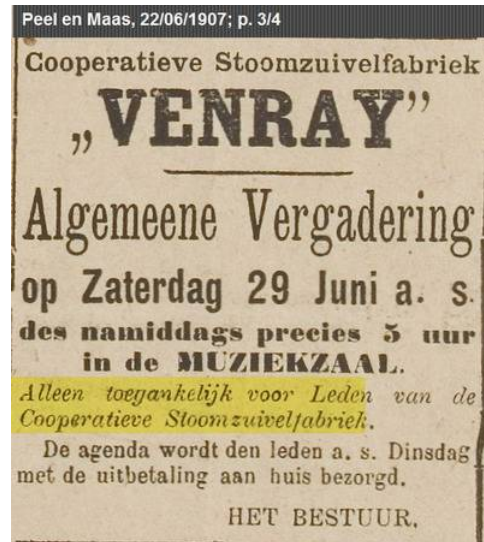 Peel en Maas, 22/06/1907; p. 3/4
Cooperatieve Stoomzuivelfabriek
„VENRAY”
Algemeene Vergadering
op Zaterdag 29 Juni a. s.
des namiddags precies 5 uur
in de MUZIEKZAAL.
Alleen toegankelijk voor Leden van de
Cooperatieve Stoomzuivelfabriek.
De agenda wordt den leden a. s. Dinsdag
met de uitbetaling aan huis bezorgd.
HET BESTUUR.